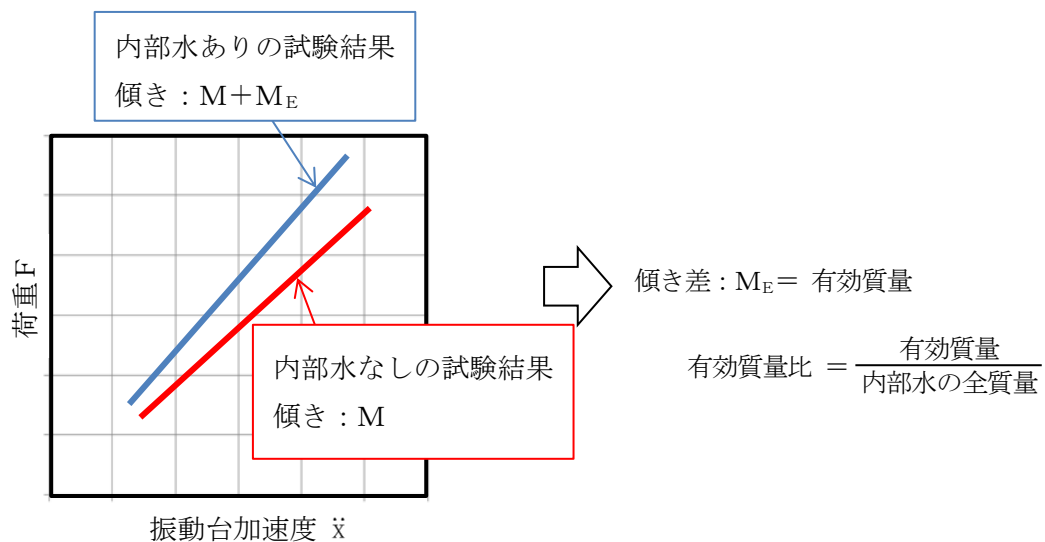 内部水ありの試験結果
傾き：M＋M_E
荷重F
内部水なしの試験結果
傾き：M
振動台加速度 ẍ
傾き差：M_E＝ 有効質量
有効質量比 ＝ 有効質量
内部水の全質量